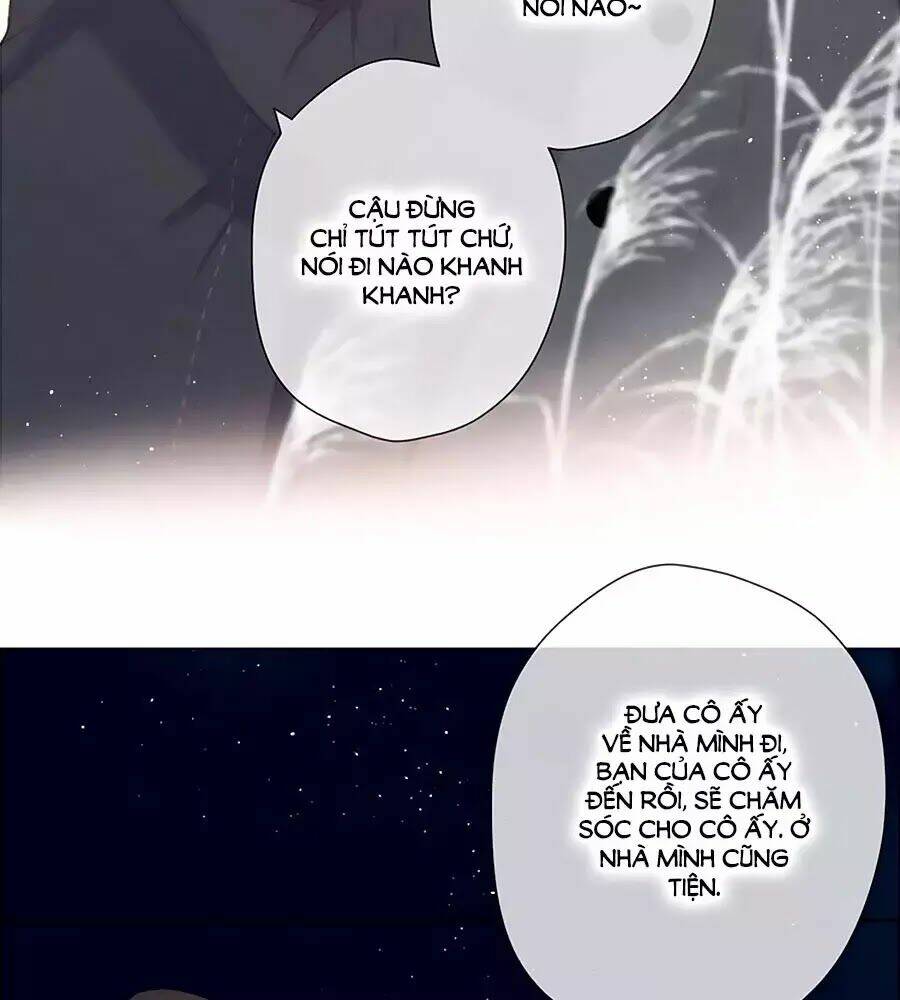 NƠI NÀO~
CẬU ĐỪNG
CHỈ TÚT TÚT CHỨ,
NÓI ĐI NÀO KHANH
KHANH?
ĐƯA CÔ ẤY
VỀ NHÀ MÌNH ĐI,
BẠN CỦA CÔ ẤY
ĐẾN RỒI, SẼ CHĂM
SÓC CHO CÔ ẤY. Ở
NHÀ MÌNH CŨNG
TIỆN.